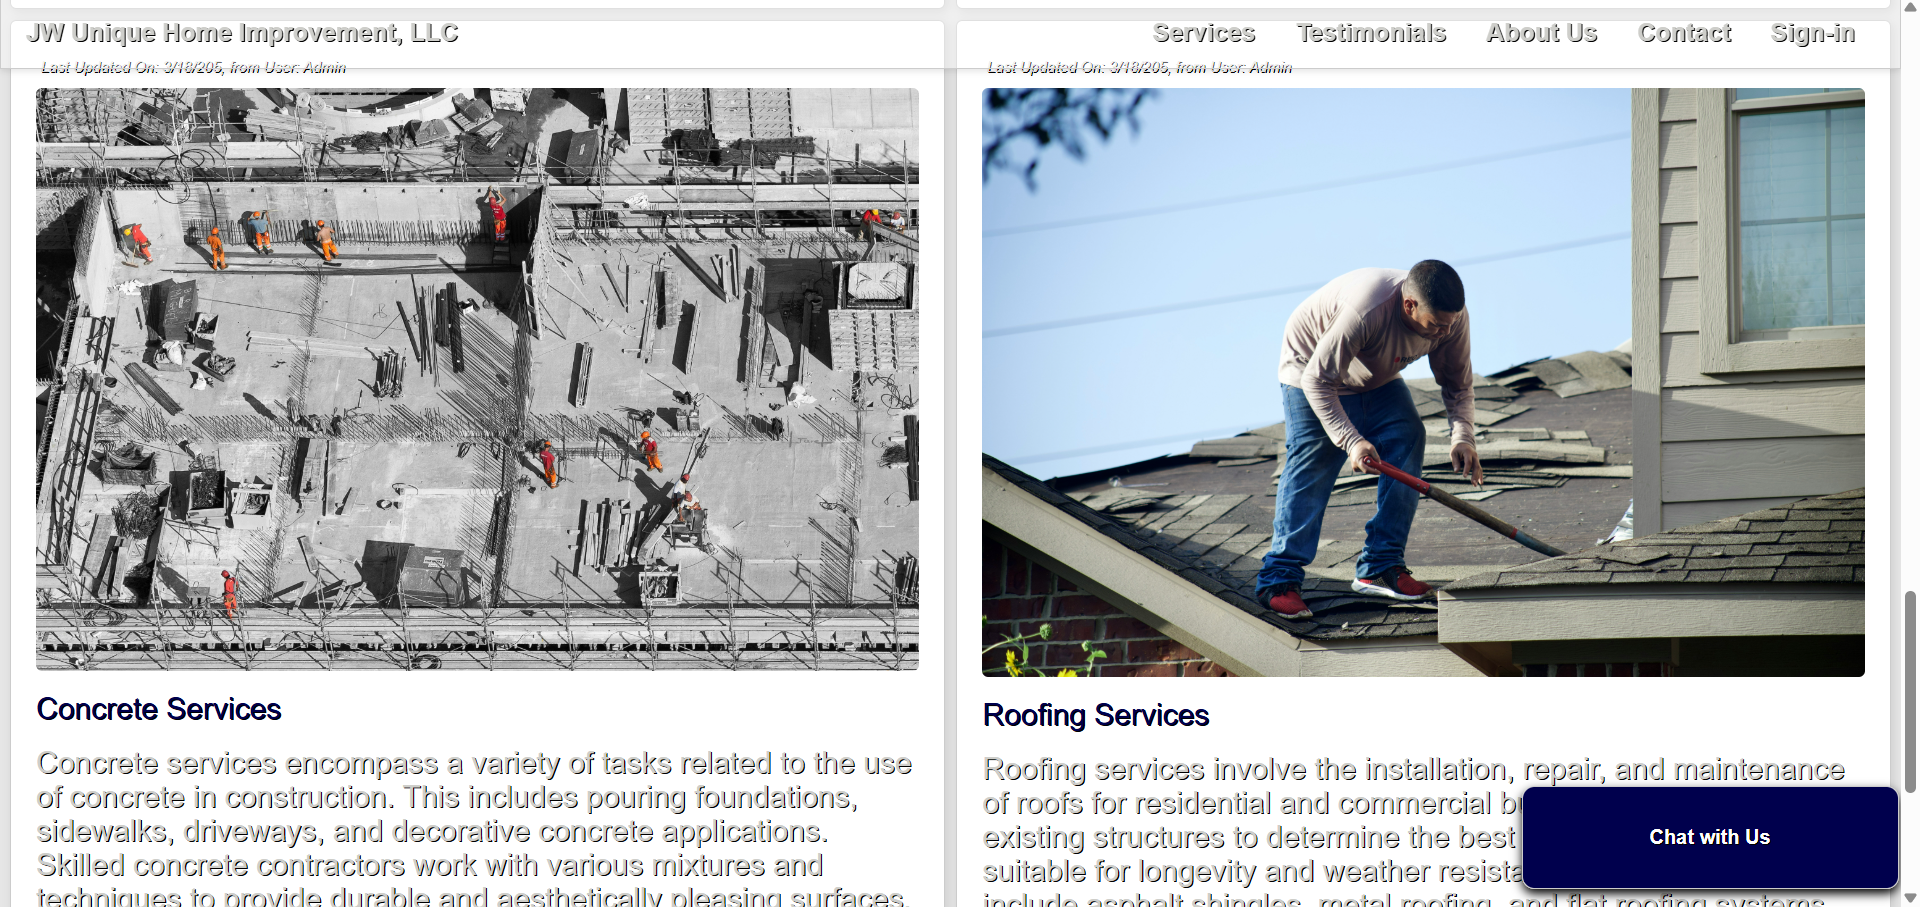 JW Unique Home Improvement, LLC
Services Testimonials About Us Contact Sign-in
Last Updated On: 3/18/205, from User: Admin
Concrete Services
Concrete services encompass a variety of tasks related to the use
of concrete in construction. This includes pouring foundations,
sidewalks, driveways, and decorative concrete applications.
Skilled concrete contractors work with various mixtures and
techniques to provide durable and aesthetically pleasing surfaces.
Last Updated On: 3/18/205, from User: Admin
Roofing Services
Roofing services involve the installation, repair, and maintenance
of roofs for residential and commercial
existing structures to determine the best
suitable for longevity and weather
include asphalt shingles, metal roofing, and flat roofing systems
Chat with Us